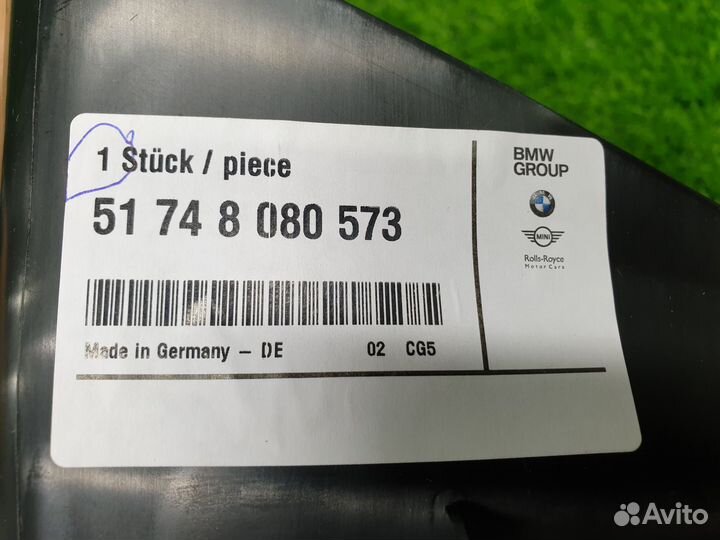 1 Stück / piece
51 74 8 080 573
Made in Germany – DE 02 CG5
BMW
GROUP
MINI
Rolls-Royce
Motor Cars
Avito